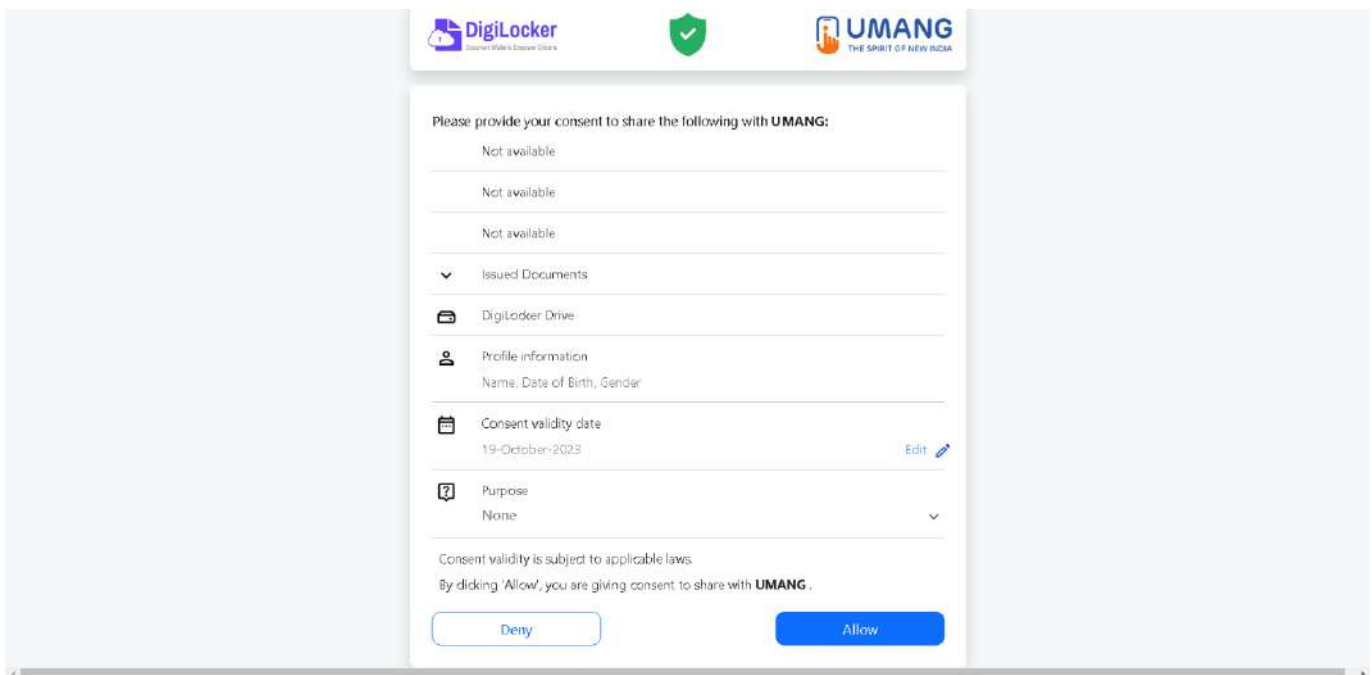 DigiLocker
UMANG
THE SPIRIT OF NEW INDIA
Please provide your consent to share the following with UMANG:
Not available
Not available
Not available
Issued Documents
DigiLocker Drive
Profile information
Name, Date of Birth, Gender
Consent validity date
19-October-2023
Edit
Purpose
None
Consent validity is subject to applicable laws.
By clicking 'Allow', you are giving consent to share with UMANG .
Deny
Allow